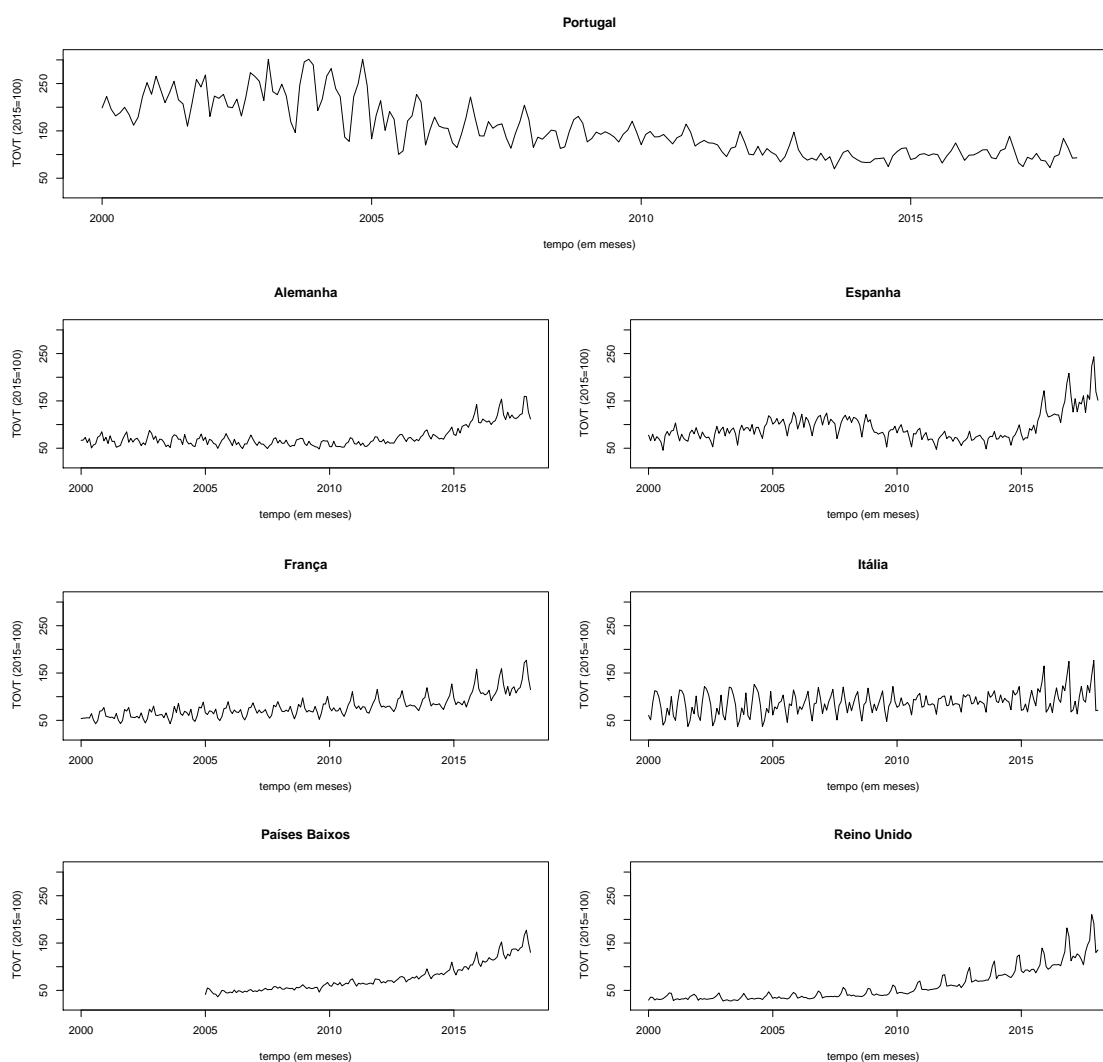 Portugal
TOVT (2015=100)
50 150 250
2000 2005 2010 2015
tempo (em meses)
Alemanha Espanha
TOVT (2015=100) TOVT (2015=100)
50 150 250 50 150 250
2000 2005 2010 2015 2000 2005 2010 2015
tempo (em meses) tempo (em meses)
França Itália
TOVT (2015=100) TOVT (2015=100)
50 150 250 50 150 250
2000 2005 2010 2015 2000 2005 2010 2015
tempo (em meses) tempo (em meses)
Países Baixos Reino Unido
TOVT (2015=100) TOVT (2015=100)
50 150 250 50 150 250
2000 2005 2010 2015 2000 2005 2010 2015
tempo (em meses) tempo (em meses)